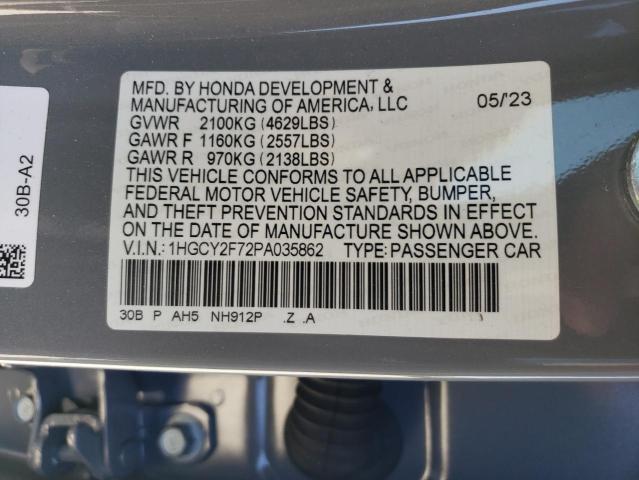 MFD. BY HONDA DEVELOPMENT &
MANUFACTURING OF AMERICA, LLC 05/'23
GVWR 2100KG (4629LBS)
GAWR F 1160KG (2557LBS)
GAWR R 970KG (2138LBS)
THIS VEHICLE CONFORMS TO ALL APPLICABLE
FEDERAL MOTOR VEHICLE SAFETY, BUMPER,
AND THEFT PREVENTION STANDARDS IN EFFECT
ON THE DATE OF MANUFACTURE SHOWN ABOVE.
V.I.N.:1HGCY2F72PA035862 TYPE:PASSENGER CAR
30B P AH5 NH912P .Z .A
30B-A2